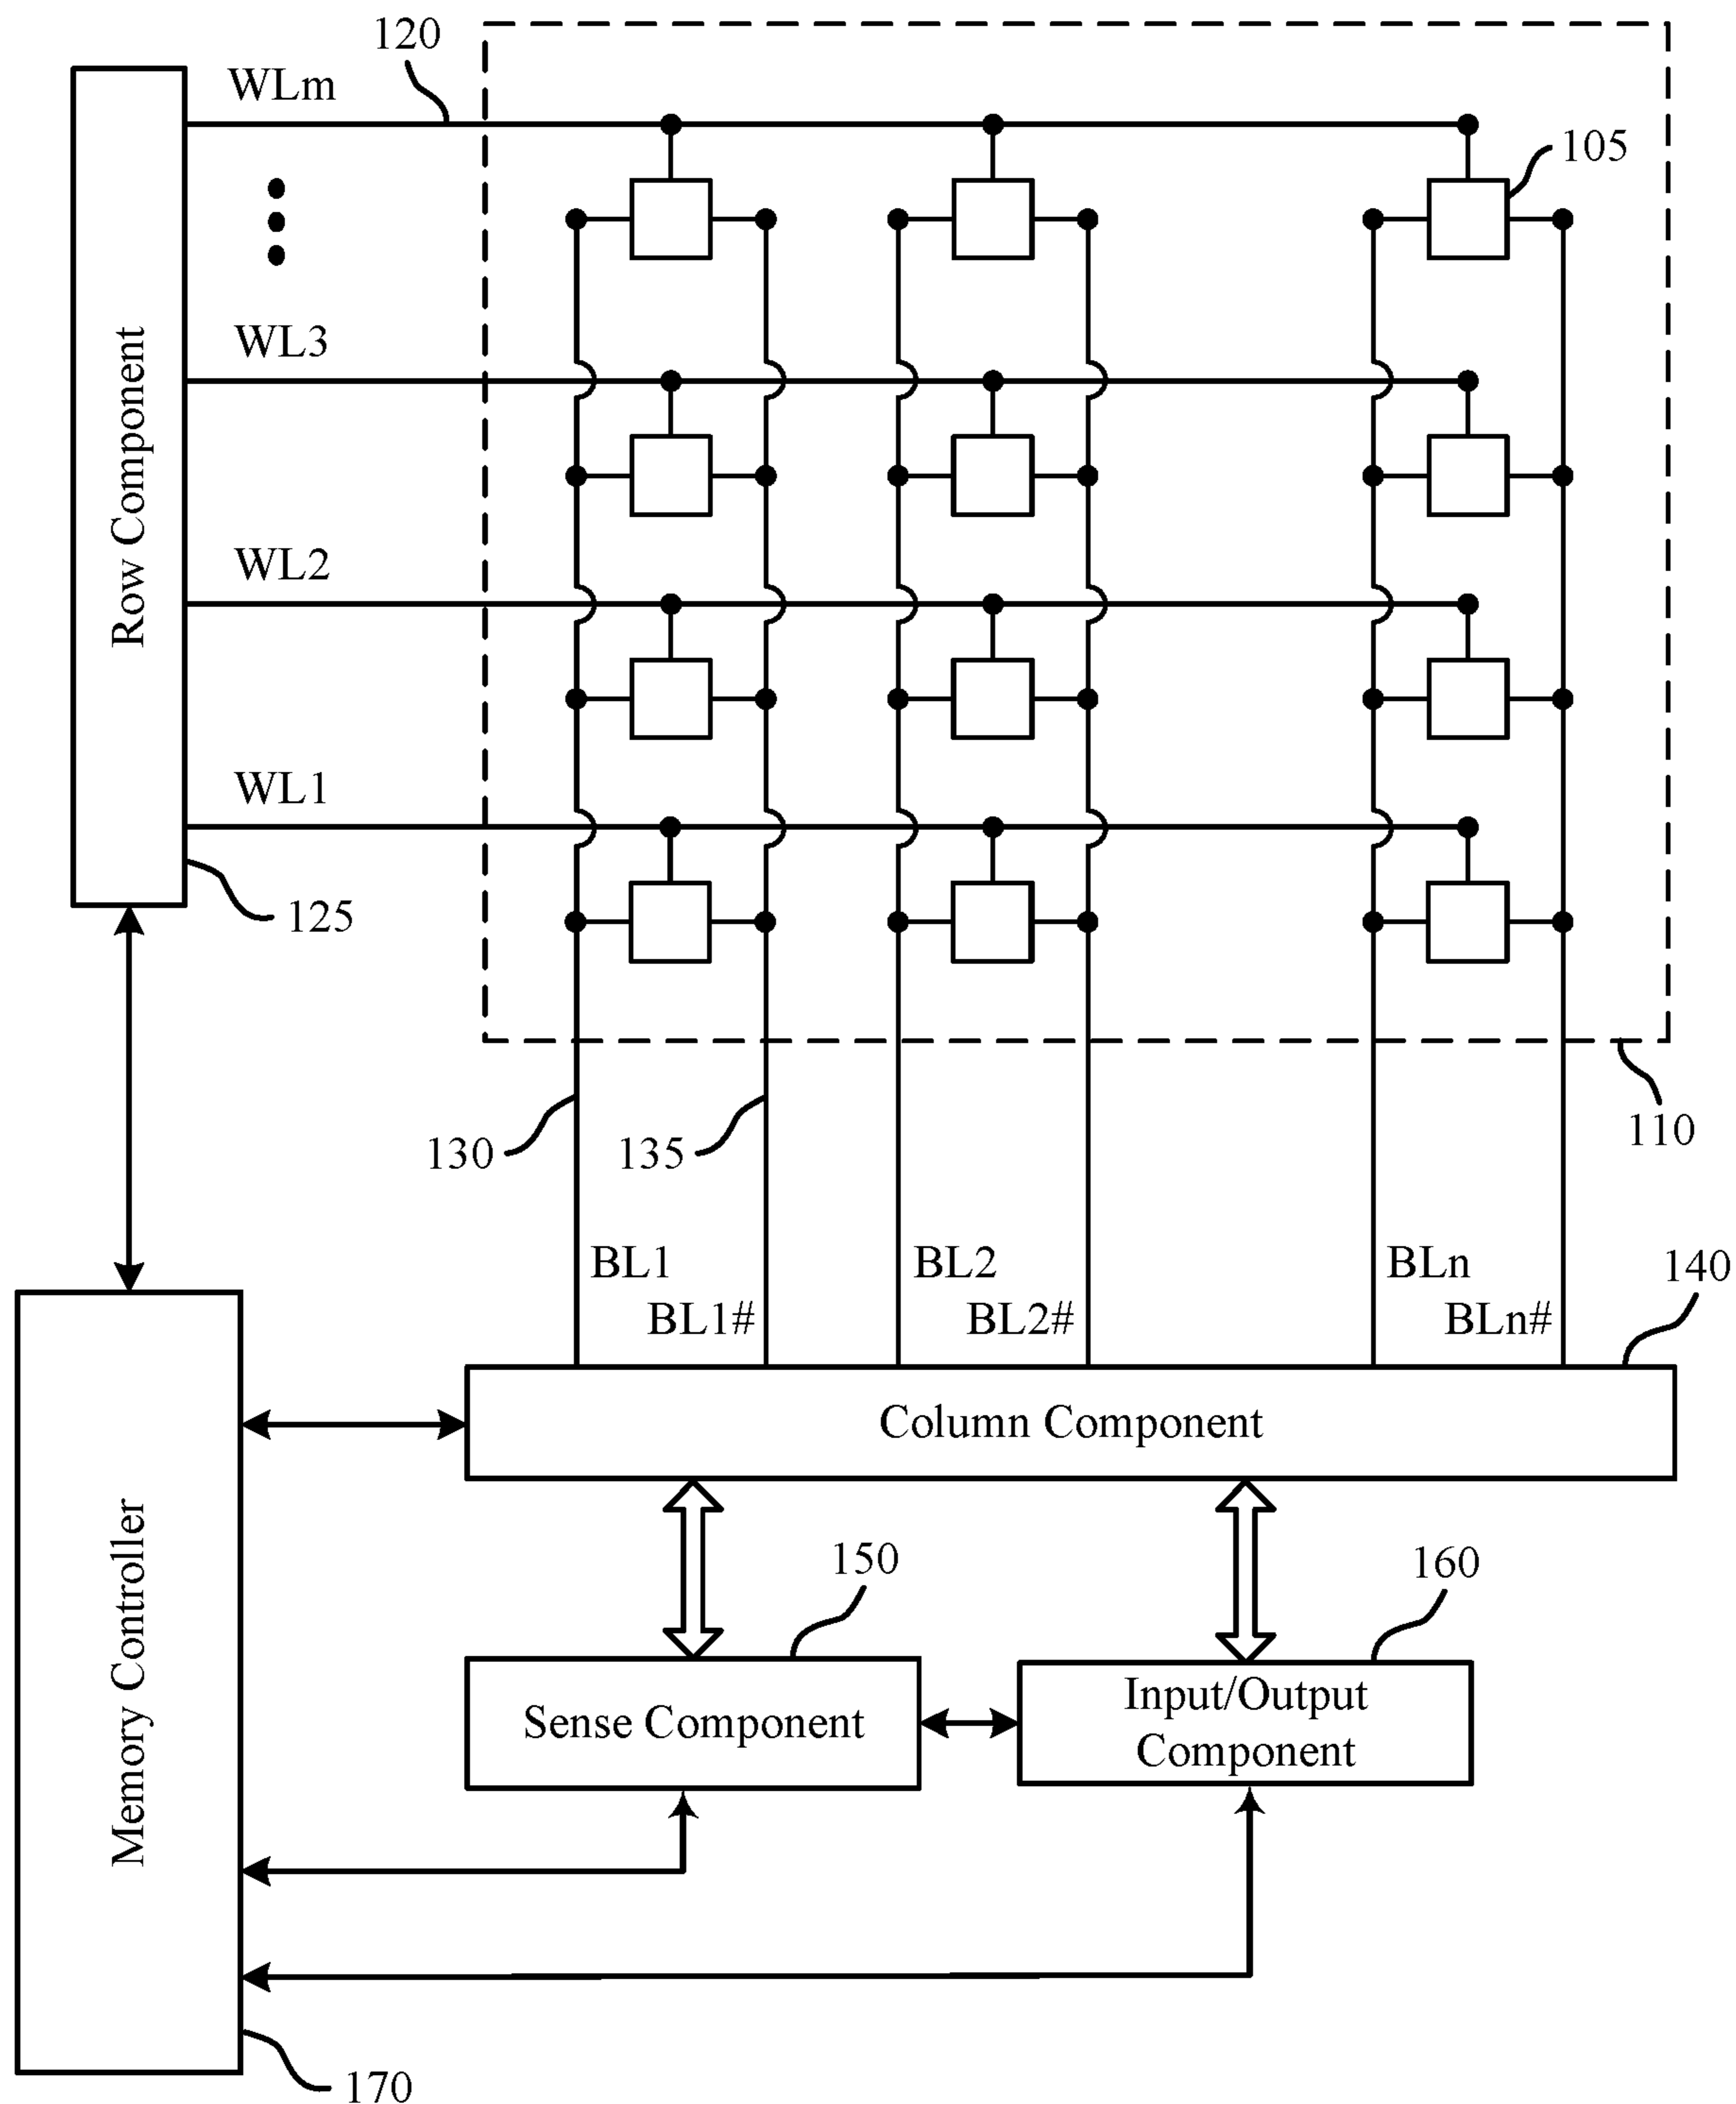 120
WLm
105
WL3
Row Component
WL2
WL1
125
110
130
135
BL1
BL2
BLn
140
BL1#
BL2#
BLn#
Column Component
Memory Controller
150
160
Sense Component
Input/Output
Component
170